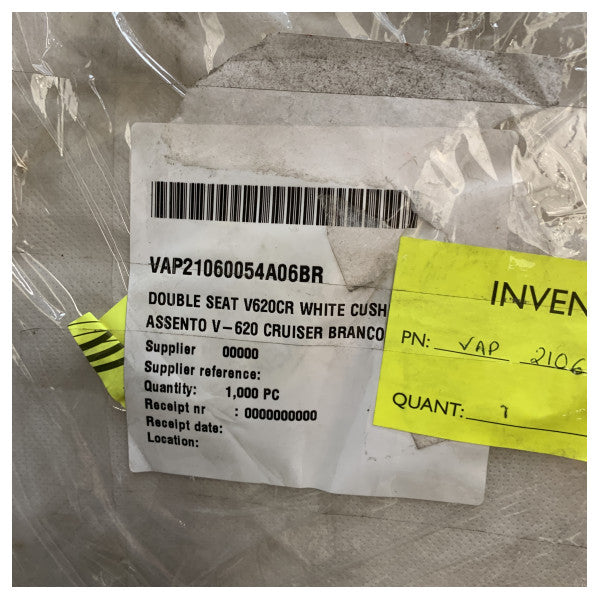 VAP21060054A06BR
DOUBLE SEAT V620CR WHITE CUSH
ASSENTO V-620 CRUISER BRANCO
Supplier 00000
Supplier reference:
Quantity: 1,000 PC
Receipt nr : 0000000000
Receipt date:
Location:
INVEN
PN: VAP 2106
QUANT: 1